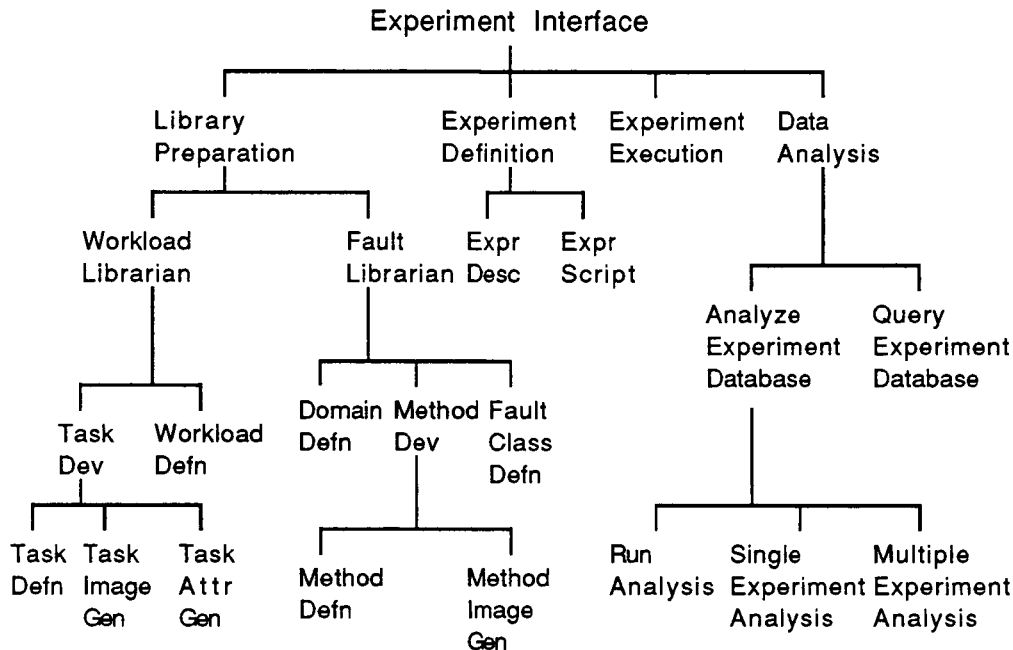 Experiment Interface
Library
Preparation
Experiment
Definition
Experiment
Execution
Data
Analysis
Workload
Librarian
Fault
Librarian
Expr
Desc
Expr
Script
Analyze
Experiment
Database
Query
Experiment
Database
Task
Dev
Workload
Defn
Domain
Defn
Method
Dev
Fault
Class
Defn
Task
Defn
Task
Image
Gen
Task
Attr
Gen
Method
Defn
Method
Image
Gen
Run
Analysis
Single
Experiment
Analysis
Multiple
Experiment
Analysis